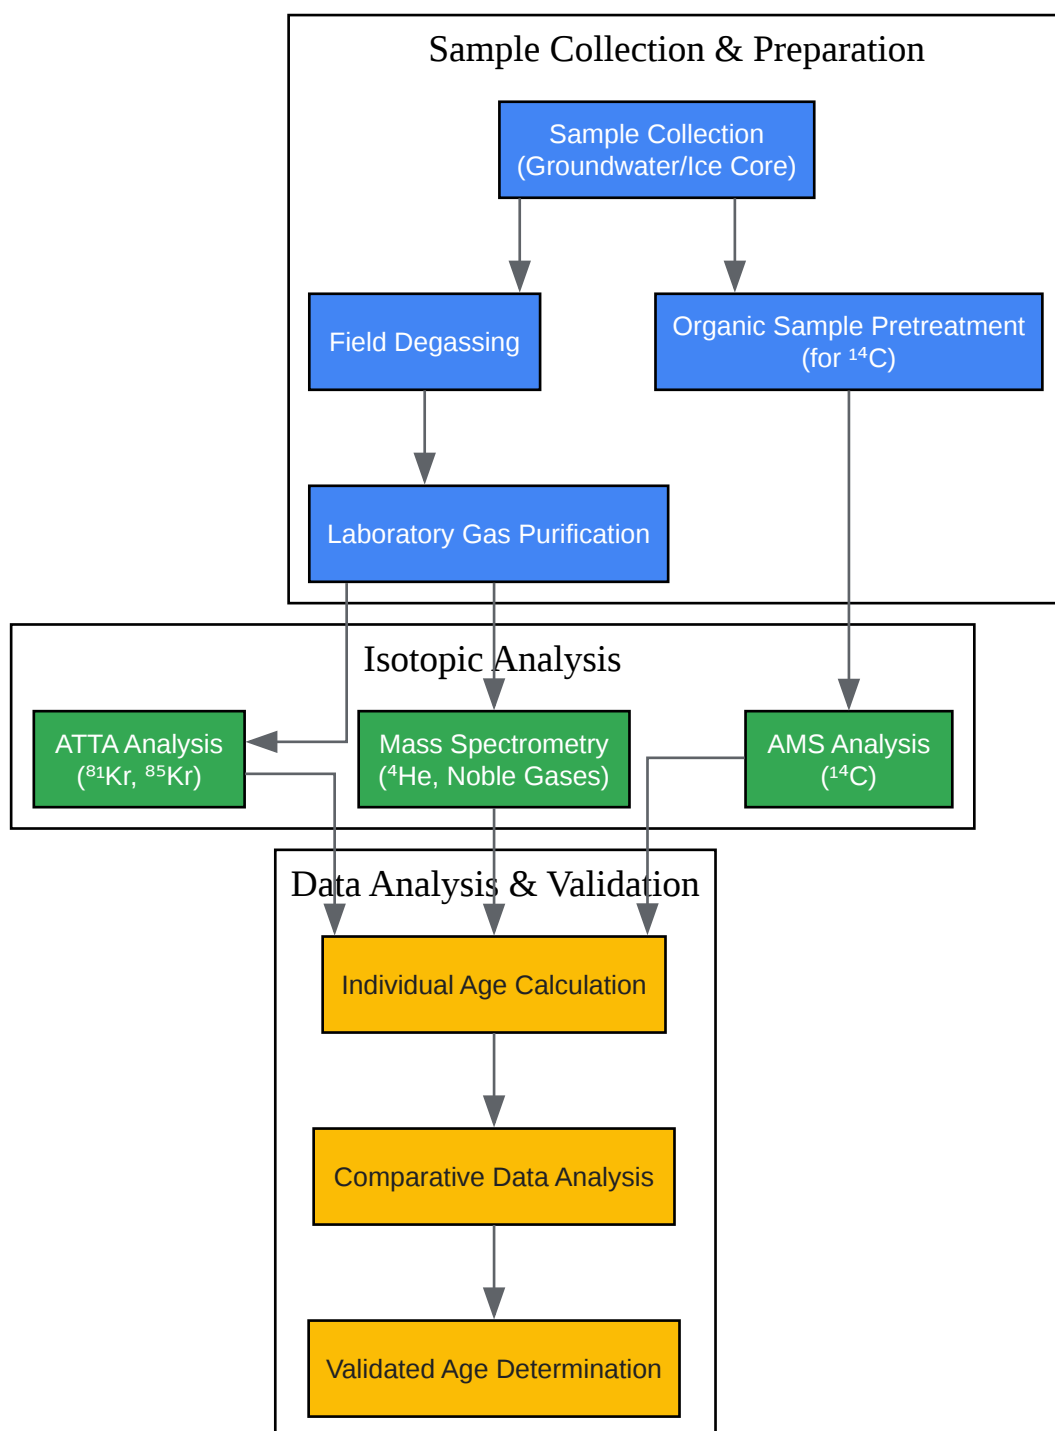 Sample Collection & Preparation
Sample Collection
(Groundwater/Ice Core)
Field Degassing
Organic Sample Pretreatment
(for ¹⁴C)
Laboratory Gas Purification
Isotopic Analysis
ATTA Analysis
(⁸¹Kr, ⁸⁵Kr)
Mass Spectrometry
(⁴He, Noble Gases)
AMS Analysis
(¹⁴C)
Data Analysis & Validation
Individual Age Calculation
Comparative Data Analysis
Validated Age Determination